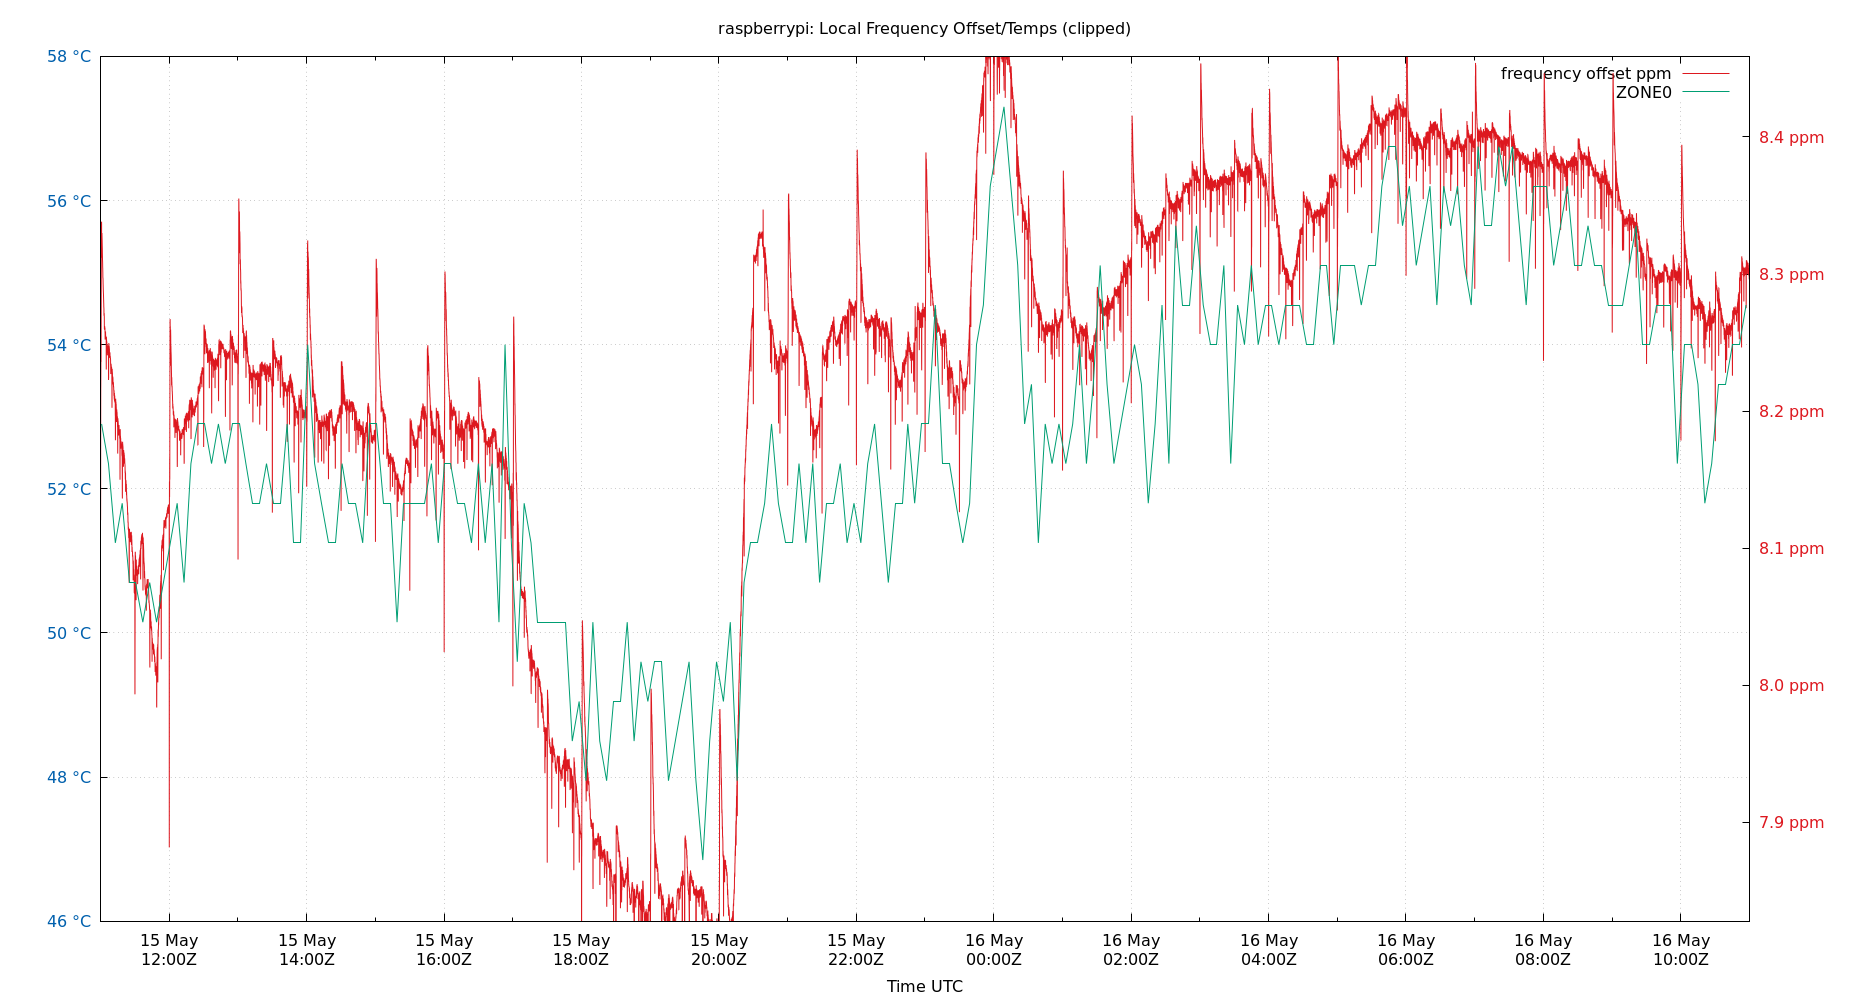 raspberrypi: Local Frequency Offset/Temps (clipped)
58 °C
56 °C
54 °C
52 °C
50 °C
48 °C
46 °C
frequency offset ppm
ZONE0
8.4 ppm
8.3 ppm
8.2 ppm
8.1 ppm
8.0 ppm
7.9 ppm
15 May 15 May 15 May 15 May 15 May 15 May 16 May 16 May 16 May 16 May 16 May 16 May
12:00Z 14:00Z 16:00Z 18:00Z 20:00Z 22:00Z 00:00Z 02:00Z 04:00Z 06:00Z 08:00Z 10:00Z
Time UTC